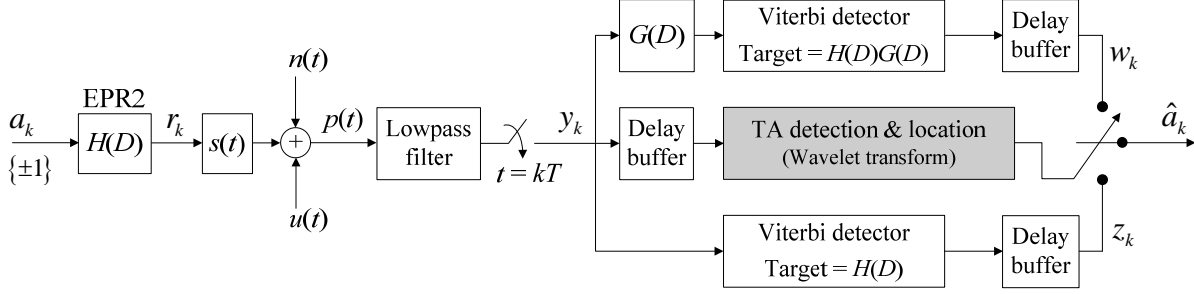 a_k
{±1}
EPR2
H(D)
r_k
s(t)
n(t)
+
u(t)
p(t)
Lowpass
filter
t = kT
y_k
G(D)
Viterbi detector
Target = H(D)G(D)
Delay
buffer
w_k
Delay
buffer
TA detection & location
(Wavelet transform)
â_k
Viterbi detector
Target = H(D)
Delay
buffer
z_k